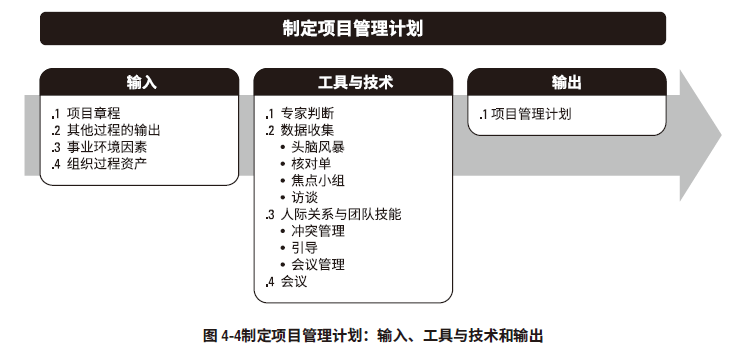 制定项目管理计划
输入
.1 项目章程
.2 其他过程的输出
.3 事业环境因素
.4 组织过程资产
工具与技术
.1 专家判断
.2 数据收集
• 头脑风暴
• 核对单
• 焦点小组
• 访谈
.3 人际关系与团队技能
• 冲突管理
• 引导
• 会议管理
.4 会议
输出
.1 项目管理计划
图 4-4制定项目管理计划：输入、工具与技术和输出